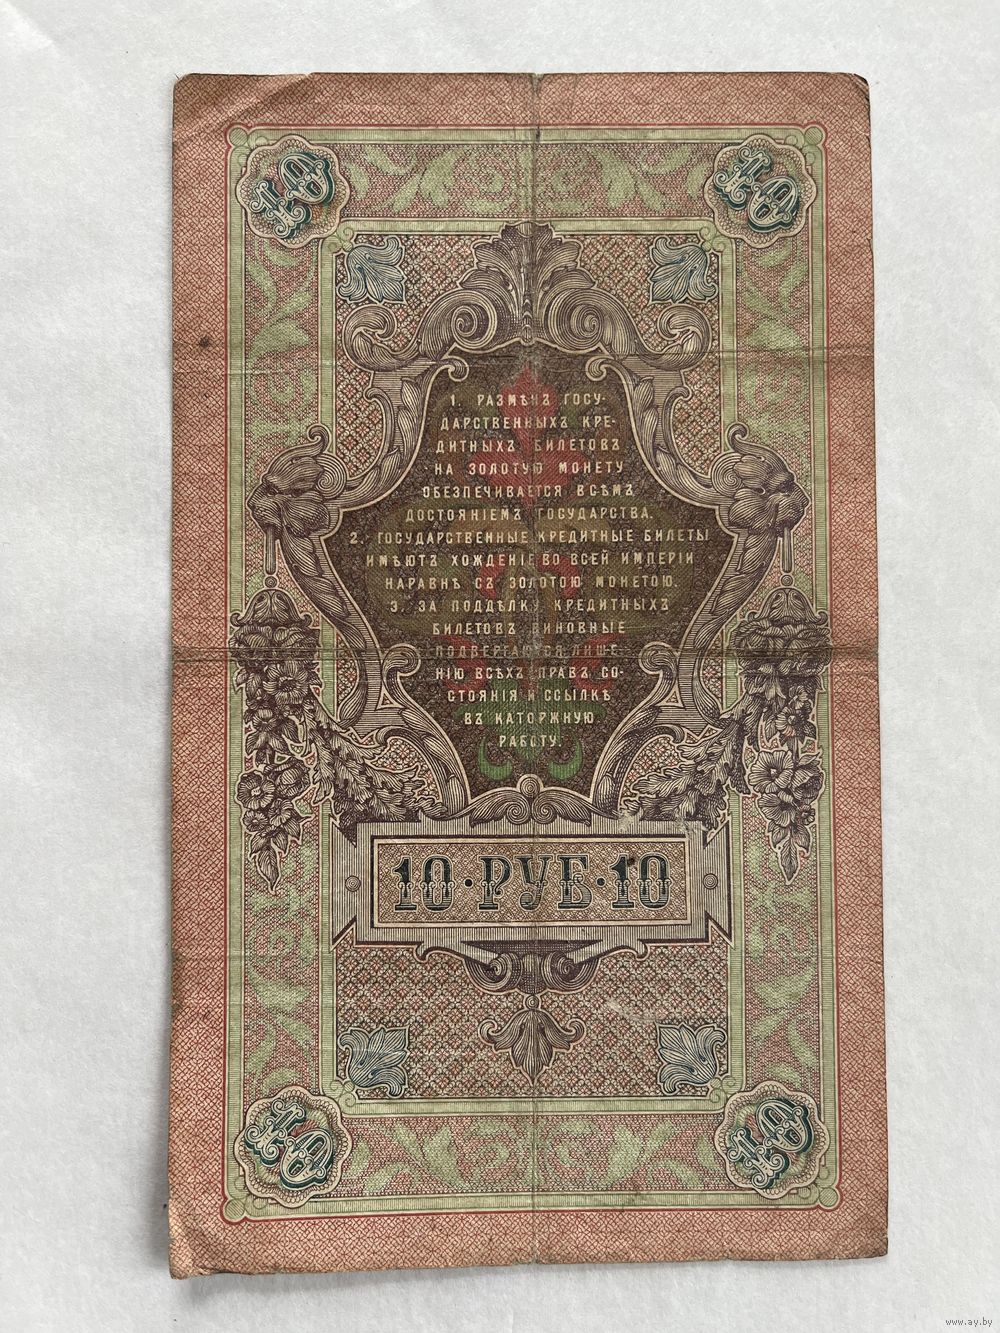 10 10
1. РАЗМѢНЪ ГОСУ-
ДАРСТВЕННЫХЪ КРЕ-
ДИТНЫХЪ БИЛЕТОВЪ
НА ЗОЛОТУЮ МОНЕТУ
ОБЕЗПЕЧИВАЕТСЯ ВСѢМЪ
ДОСТОЯНІЕМЪ ГОСУДАРСТВА.
2. ГОСУДАРСТВЕННЫЕ КРЕДИТНЫЕ БИЛЕТЫ
ИМѢЮТЪ ХОЖДЕНІЕ ВО ВСЕЙ ИМПЕРІИ
НАРАВНѢ СЪ ЗОЛОТОЮ МОНЕТОЮ.
3. ЗА ПОДДѢЛКУ КРЕДИТНЫХЪ
БИЛЕТОВЪ ВИНОВНЫЕ
ПОДВЕРГАЮТСЯ ЛИШЕ-
НІЮ ВСѢХЪ ПРАВЪ СО-
СТОЯНІЯ И ССЫЛКѢ
ВЪ КАТОРЖНУЮ
РАБОТУ.
10·РУБ·10
10 10
www.ay.by